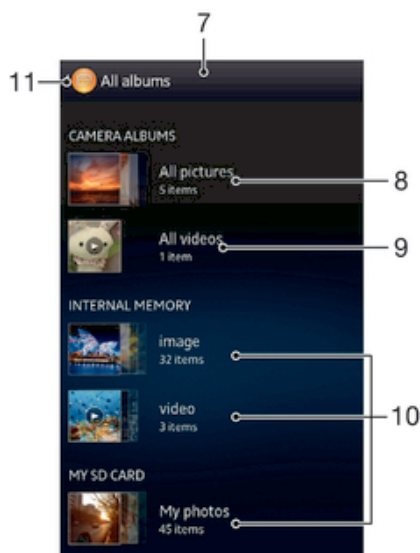 7
11
All albums
CAMERA ALBUMS
All pictures
5 items
8
All videos
1 item
9
INTERNAL MEMORY
image
32 items
video
3 items
10
MY SD CARD
My photos
45 items